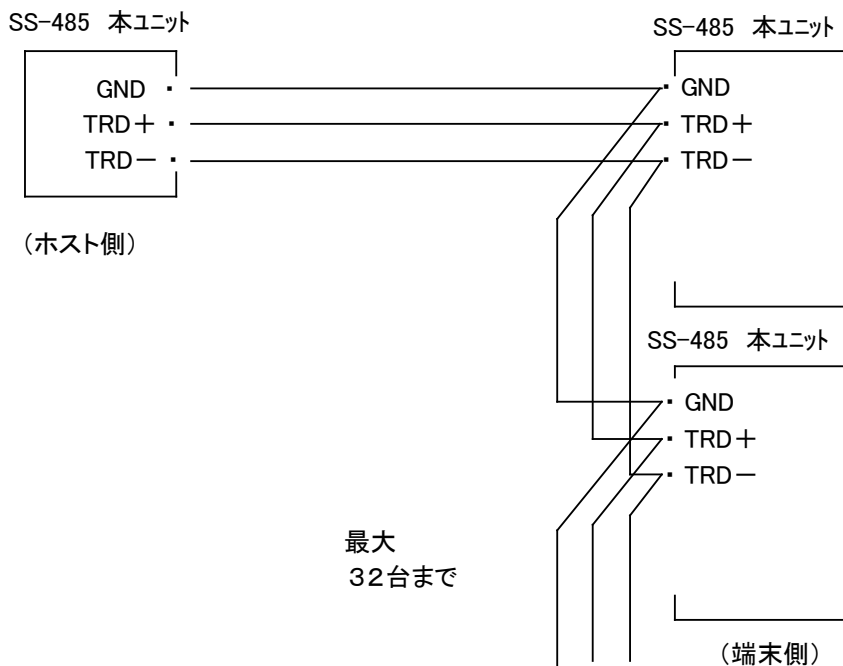 SS-485 本ユニット
GND
TRD＋
TRD－
（ホスト側）
SS-485 本ユニット
GND
TRD＋
TRD－
SS-485 本ユニット
GND
TRD＋
TRD－
最大
３２台まで
（端末側）